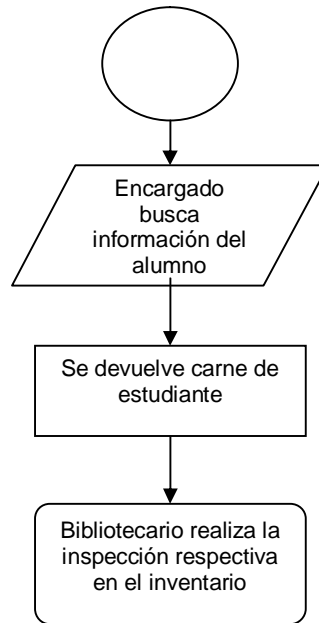 Encargado
busca
información del
alumno
Se devuelve carne de
estudiante
Bibliotecario realiza la
inspección respectiva
en el inventario